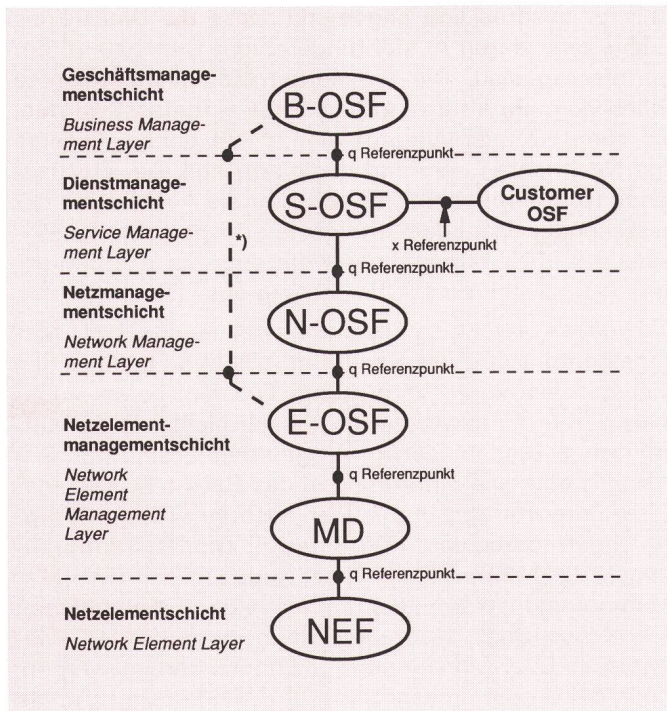 Geschäftsmanage-
mentschicht
Business Manage-
ment Layer
B-OSF
q Referenzpunkt
Dienstmanage-
mentschicht
Service Manage-
ment Layer
*)
S-OSF
Customer
OSF
x Referenzpunkt
q Referenzpunkt
Netzmanage-
mentschicht
Network Manage-
ment Layer
N-OSF
q Referenzpunkt
Netzelement-
managementschicht
Network
Element
Management
Layer
E-OSF
q Referenzpunkt
MD
q Referenzpunkt
Netzelementschicht
Network Element Layer
NEF